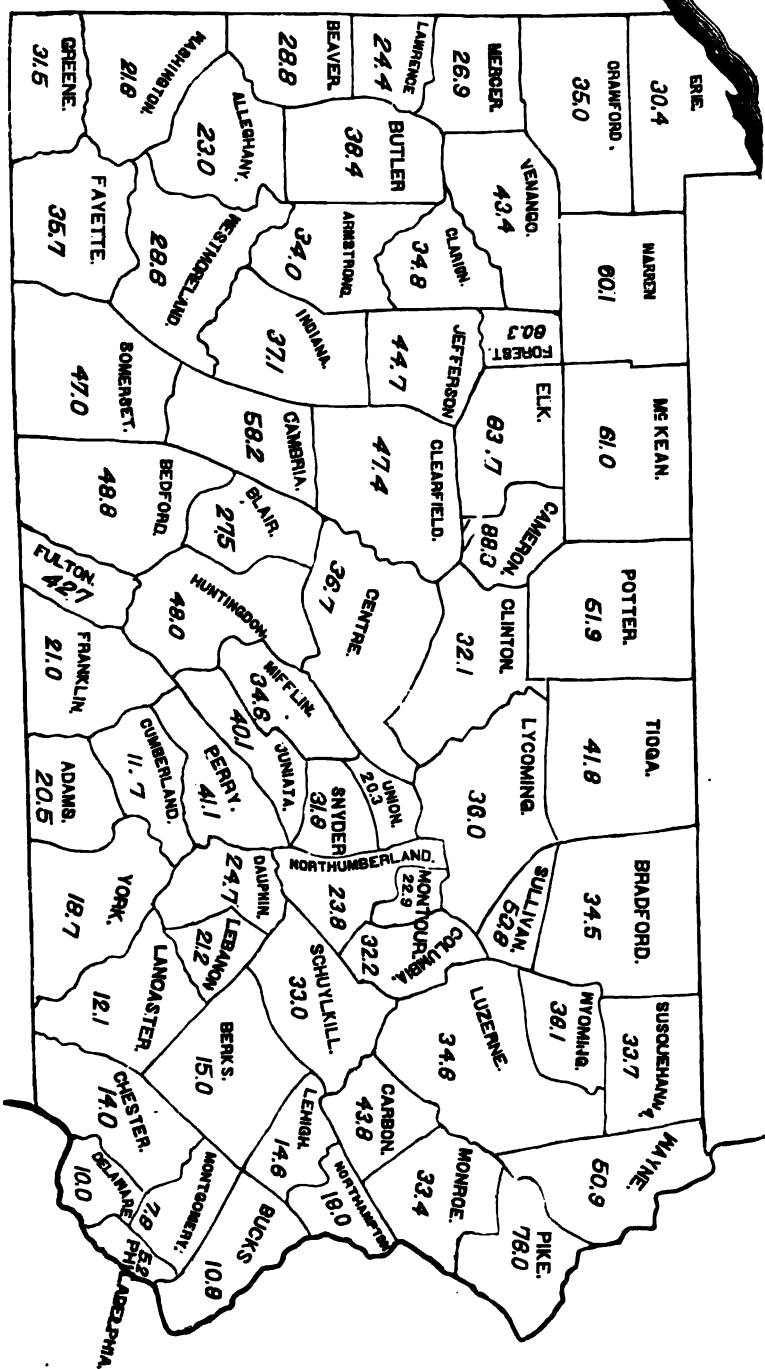 ERIE.
30.4
CRAWFORD.
35.0
MERCER.
26.9
LAWRENCE
24.4
BEAVER.
28.8
WASHINGTON.
21.8
GREENE.
31.5
WARREN
60.1
VENANGO.
43.4
FOREST.
80.3
CLARION.
34.8
BUTLER
38.4
ARMSTRONG.
34.0
ALLEGHANY.
23.0
WESTMORELAND.
28.6
FAYETTE.
35.7
McKEAN.
61.0
ELK.
63.7
CAMERON.
88.3
JEFFERSON
44.7
CLEARFIELD.
47.4
INDIANA.
37.1
CAMBRIA.
58.2
SOMERSET.
47.0
BLAIR.
27.5
BEDFORD.
48.8
FULTON.
42.7
POTTER.
51.9
CLINTON.
32.1
CENTRE.
36.7
HUNTINGDON.
48.0
MIFFLIN.
34.6
FRANKLIN.
21.0
TIOGA.
41.8
LYCOMING.
36.0
UNION.
20.3
SNYDER
31.8
JUNIATA.
40.1
PERRY.
41.1
CUMBERLAND.
11.7
ADAMS.
20.5
BRADFORD.
34.5
SULLIVAN.
52.8
MONTOUR.
22.9
COLUMBIA.
32.2
NORTHUMBERLAND.
23.8
DAUPHIN.
24.7
LEBANON
21.2
YORK.
18.7
SUSQUEHANNA,
33.7
WYOMING.
36.1
LUZERNE.
34.6
SCHUYLKILL.
33.0
BERKS.
15.0
LANCASTER.
12.1
WAYNE.
50.9
PIKE.
78.0
MONROE.
33.4
CARBON.
43.8
NORTHAMPTON
18.0
LEHIGH.
14.6
BUCKS
10.8
MONTGOMERY.
7.8
CHESTER.
14.0
DELAWARE
10.0
PHILADELPHIA.
5.2